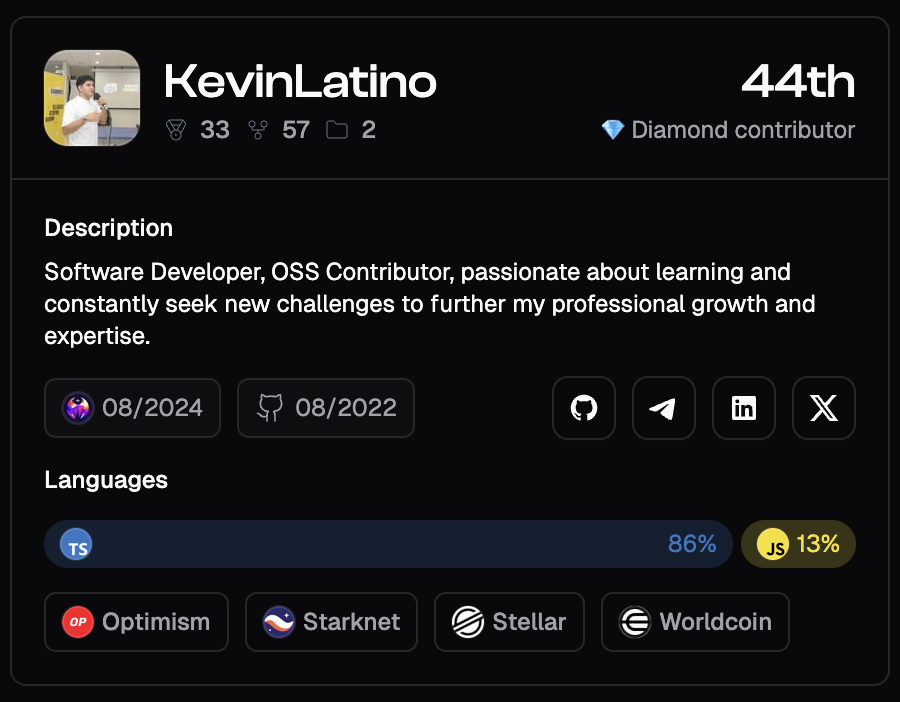 KevinLatino
44th
33 57 2
Diamond contributor
Description
Software Developer, OSS Contributor, passionate about learning and
constantly seek new challenges to further my professional growth and
expertise.
08/2024 08/2022
in X
Languages
TS 86% JS 13%
OP Optimism Starknet Stellar Worldcoin